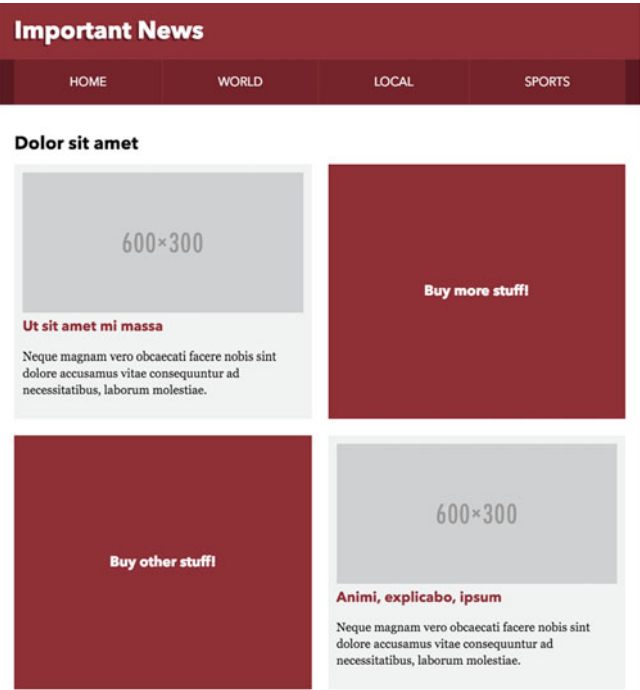 Important News
HOME
WORLD
LOCAL
SPORTS
Dolor sit amet
600×300
Ut sit amet mi massa
Neque magnam vero obcaecati facere nobis sint
dolore accusamus vitae consequuntur ad
necessitatibus, laborum molestiae.
Buy more stuff!
Buy other stuff!
600×300
Animi, explicabo, ipsum
Neque magnam vero obcaecati facere nobis sint
dolore accusamus vitae consequuntur ad
necessitatibus, laborum molestiae.